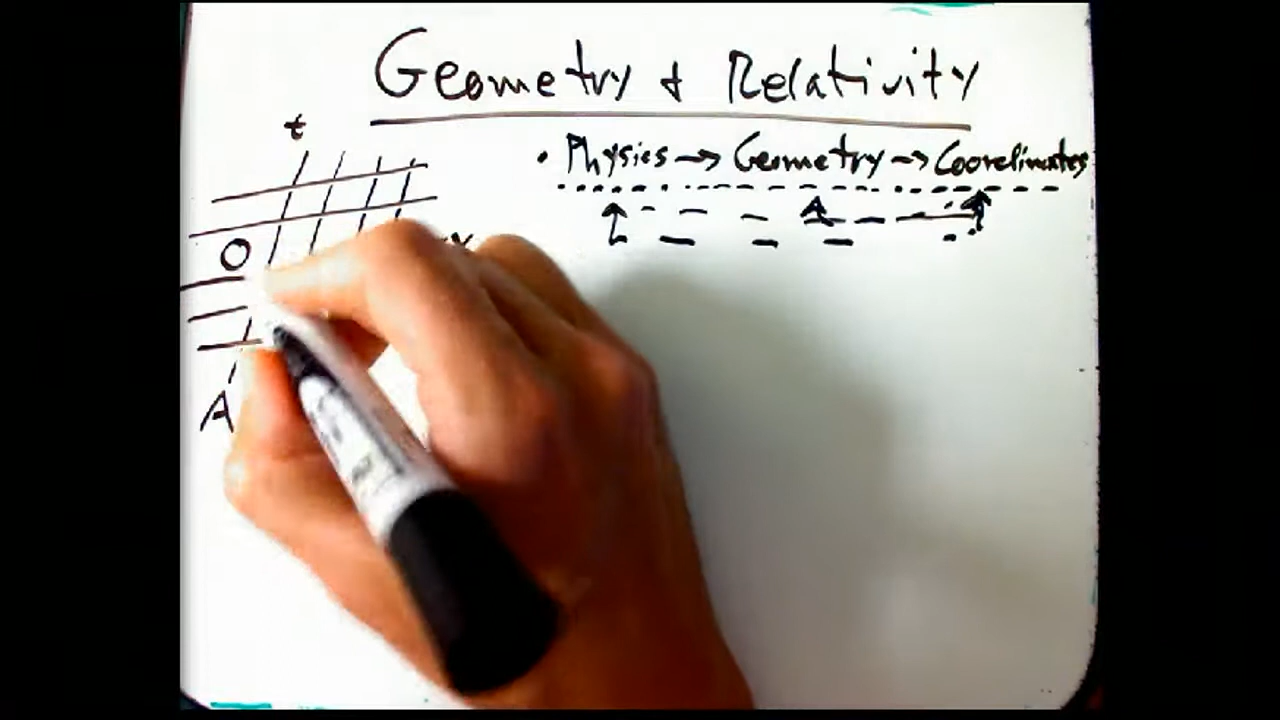 Geometry & Relativity
t
• Physics → Geometry → Coordinates
O
x
A